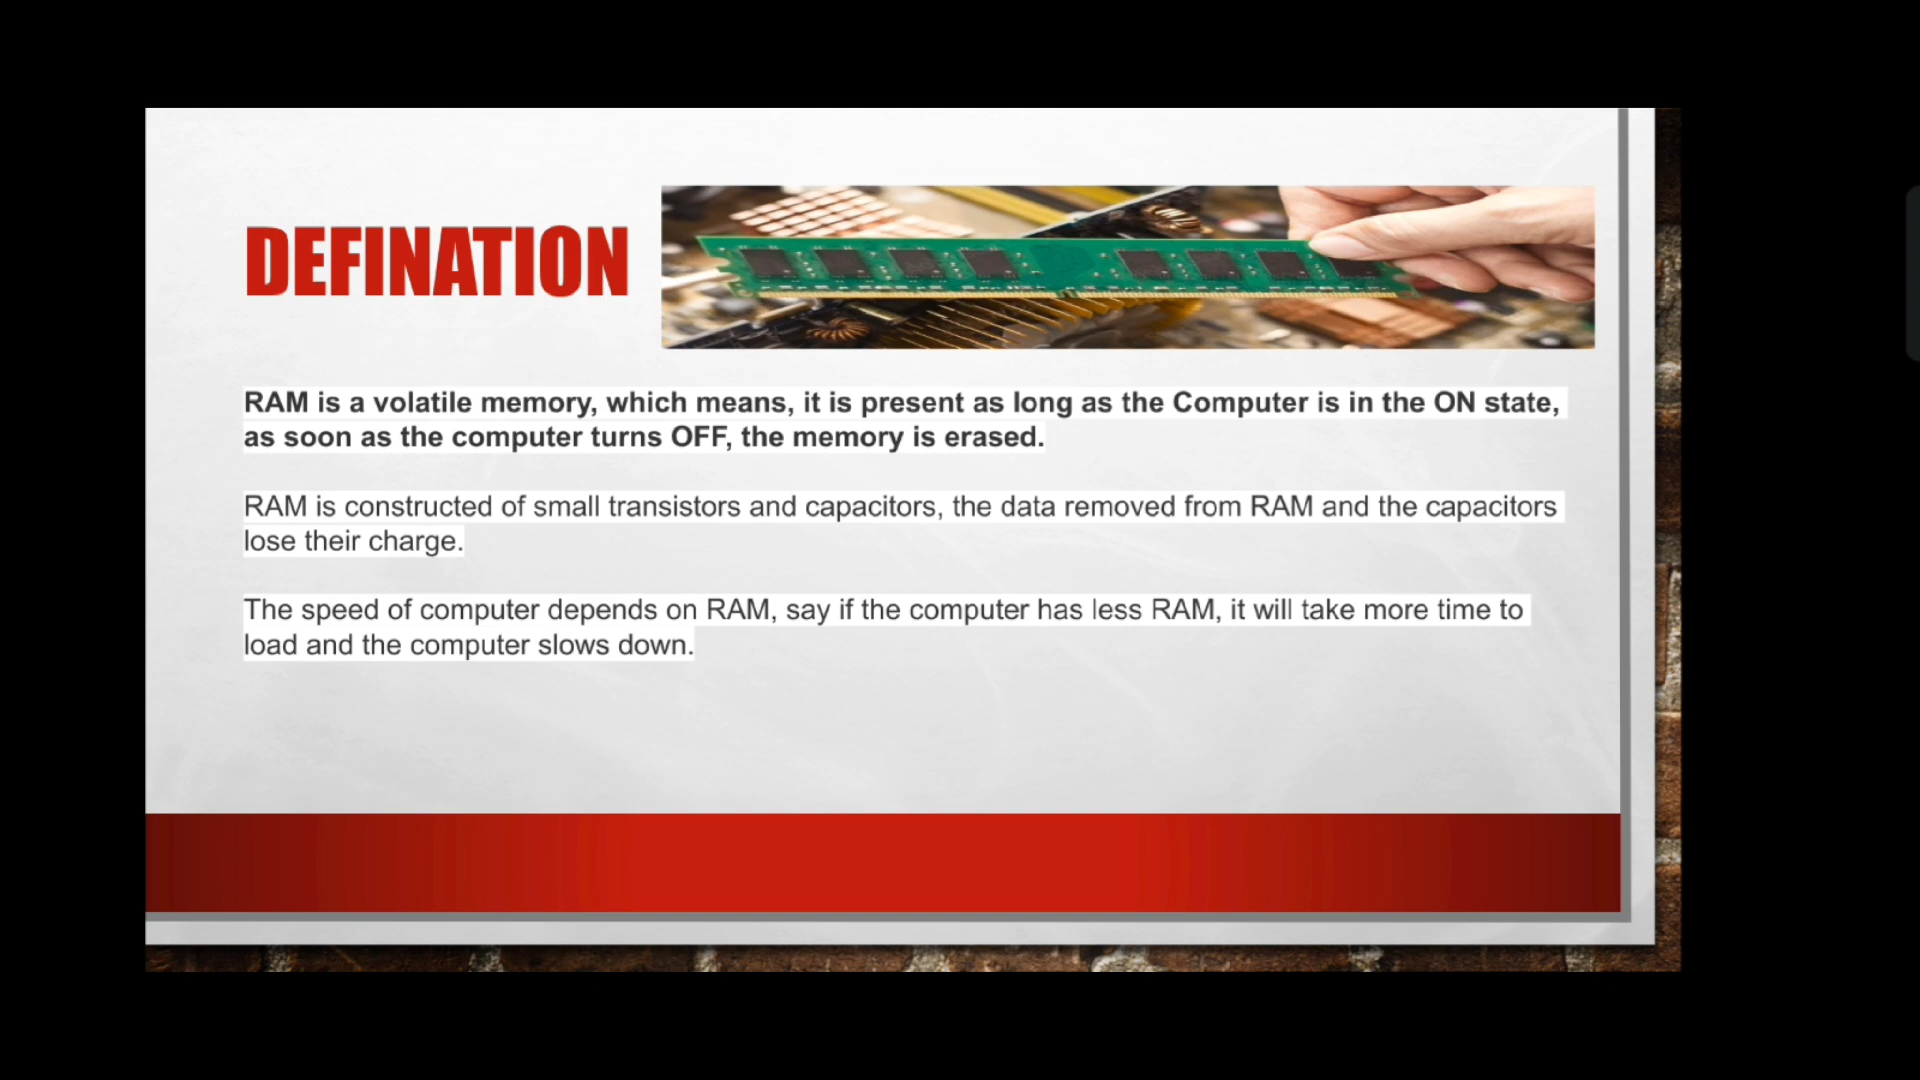 DEFINATION
RAM is a volatile memory, which means, it is present as long as the Computer is in the ON state,
as soon as the computer turns OFF, the memory is erased.
RAM is constructed of small transistors and capacitors, the data removed from RAM and the capacitors
lose their charge.
The speed of computer depends on RAM, say if the computer has less RAM, it will take more time to
load and the computer slows down.